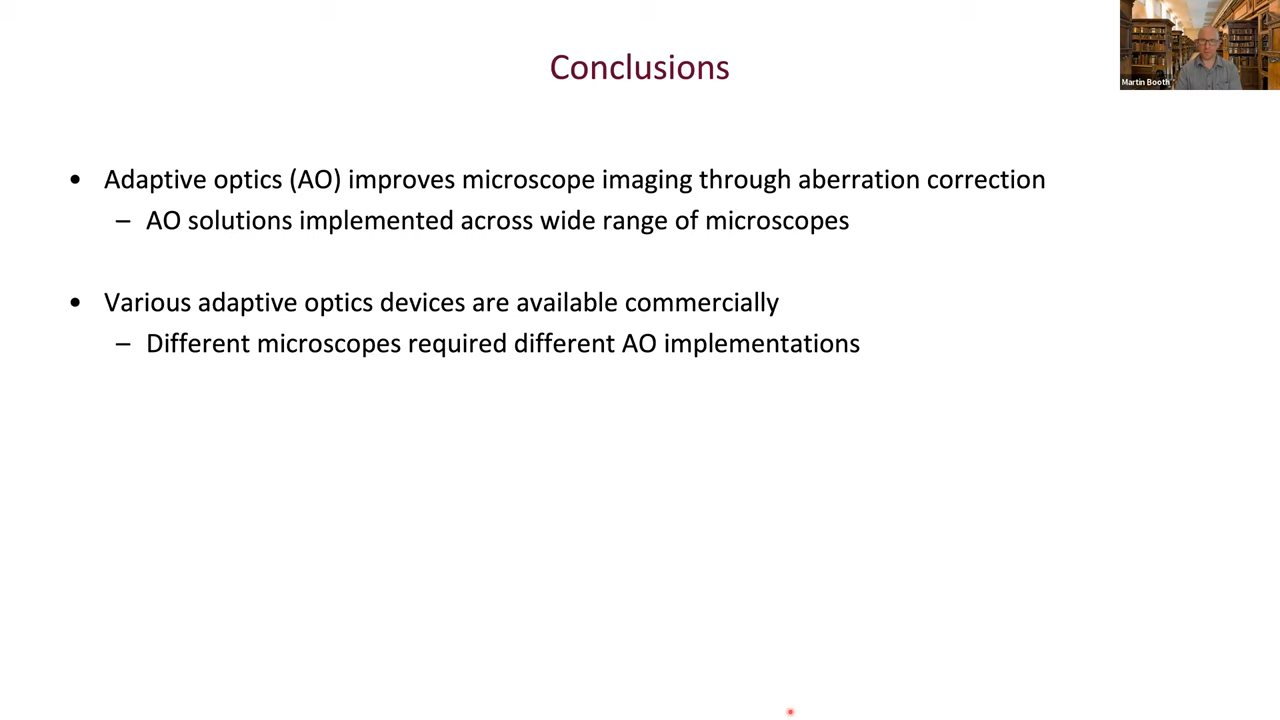 Conclusions
Martin Booth
• Adaptive optics (AO) improves microscope imaging through aberration correction
– AO solutions implemented across wide range of microscopes
• Various adaptive optics devices are available commercially
– Different microscopes required different AO implementations